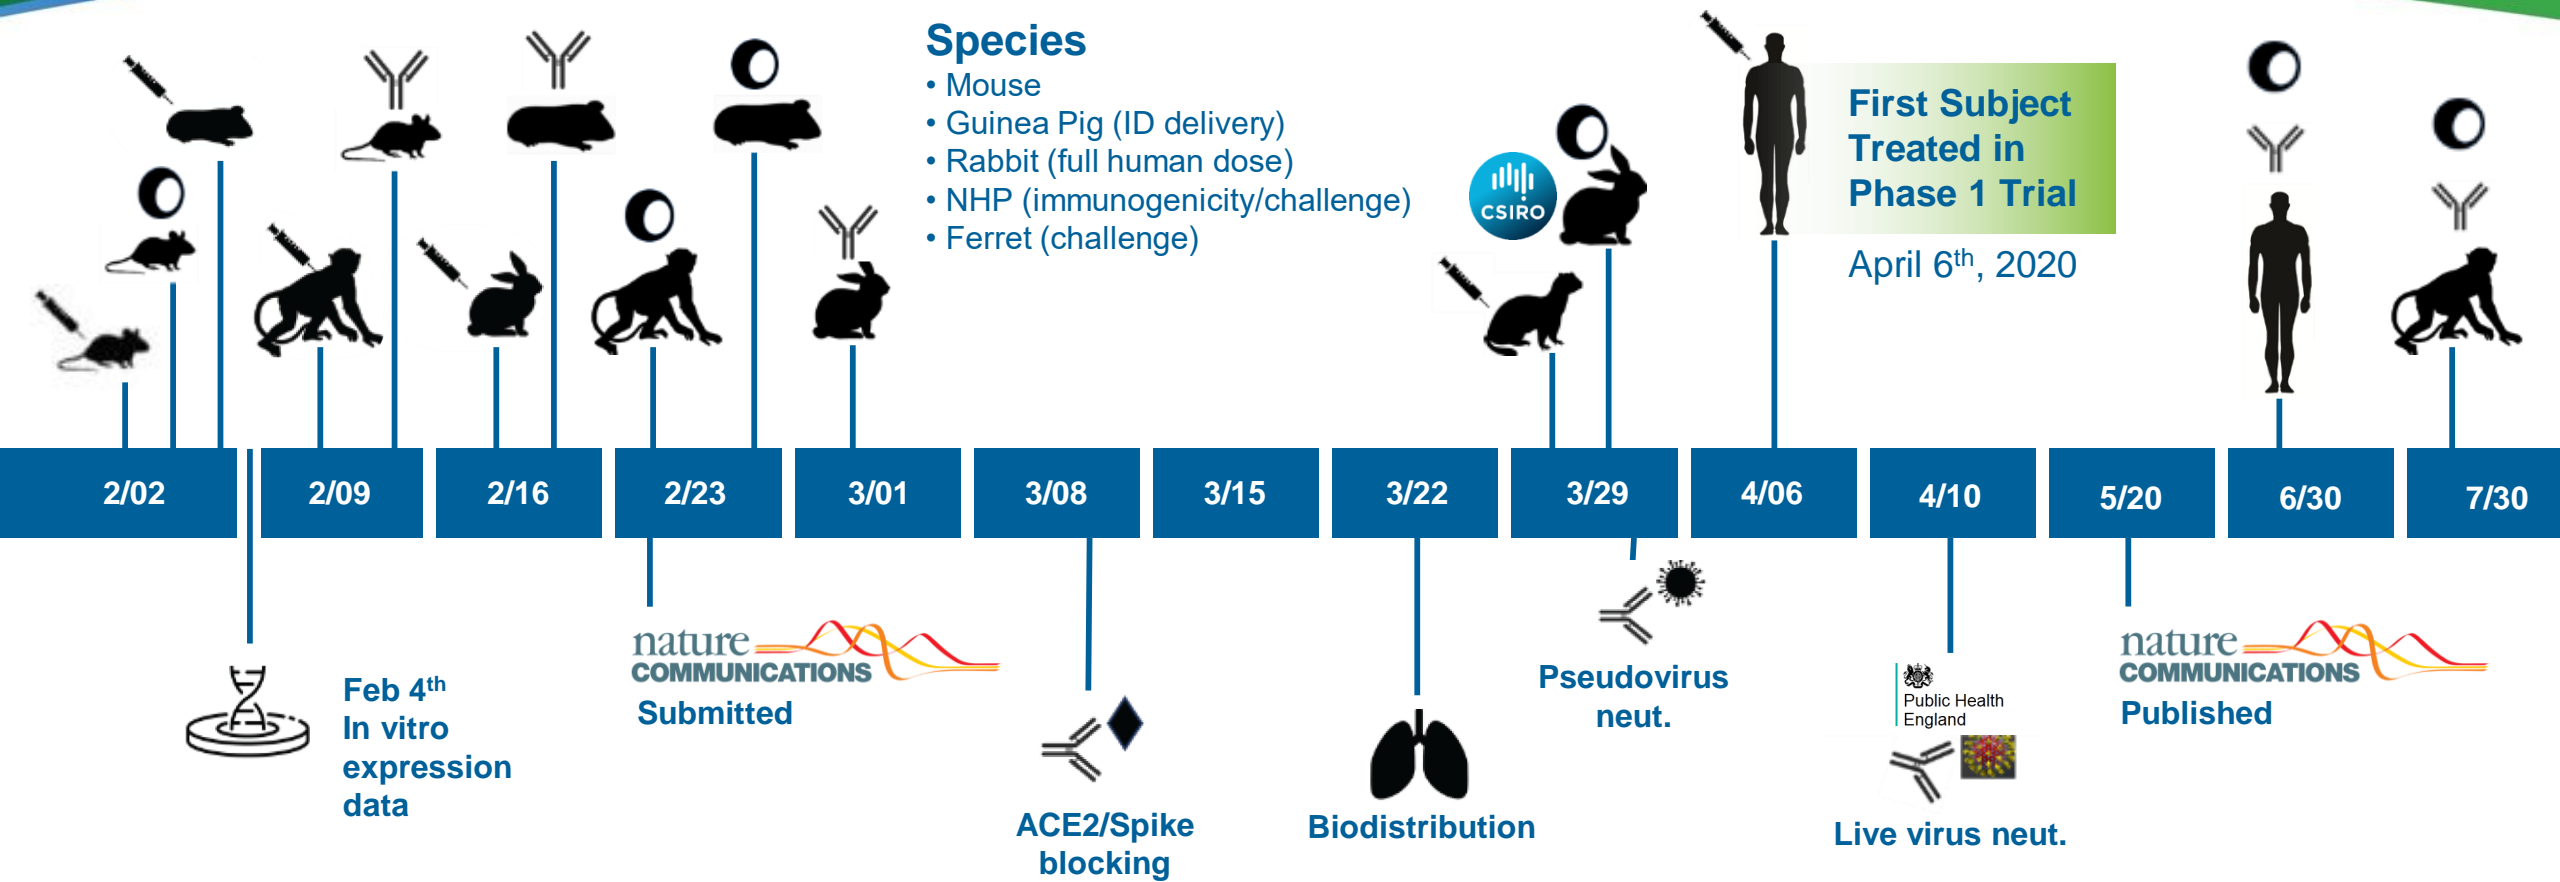 Species
• Mouse
• Guinea Pig (ID delivery)
• Rabbit (full human dose)
• NHP (immunogenicity/challenge)
• Ferret (challenge)
CSIRO
First Subject
Treated in
Phase 1 Trial
April 6th, 2020
2/02
2/09
2/16
2/23
3/01
3/08
3/15
3/22
3/29
4/06
4/10
5/20
6/30
7/30
Feb 4th
In vitro
expression
data
nature
COMMUNICATIONS
Submitted
ACE2/Spike
blocking
Biodistribution
Pseudovirus
neut.
Public Health
England
Live virus neut.
nature
COMMUNICATIONS
Published